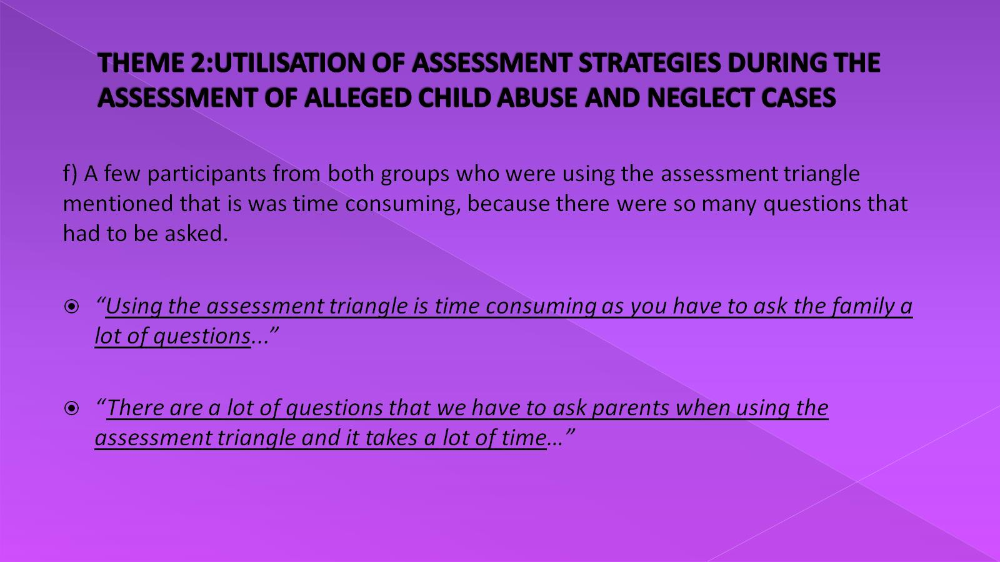 THEME 2:UTILISATION OF ASSESSMENT STRATEGIES DURING THE
ASSESSMENT OF ALLEGED CHILD ABUSE AND NEGLECT CASES
f) A few participants from both groups who were using the assessment triangle
mentioned that is was time consuming, because there were so many questions that
had to be asked.
“Using the assessment triangle is time consuming as you have to ask the family a
lot of questions...”
“There are a lot of questions that we have to ask parents when using the
assessment triangle and it takes a lot of time…”